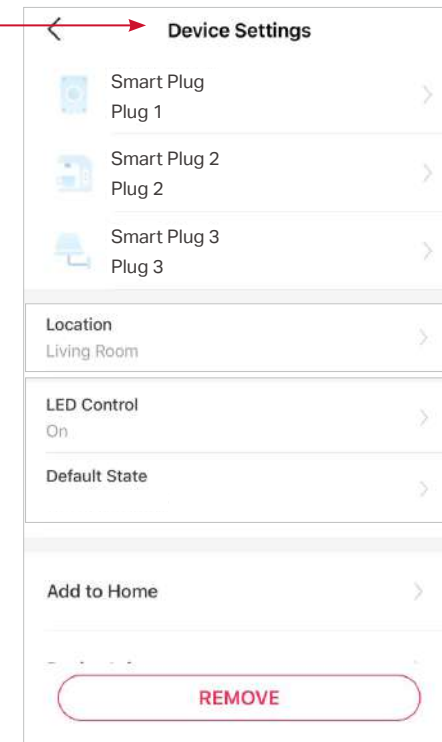 Device Settings
Smart Plug
Plug 1
Smart Plug 2
Plug 2
Smart Plug 3
Plug 3
Location
Living Room
LED Control
On
Default State
Add to Home
REMOVE